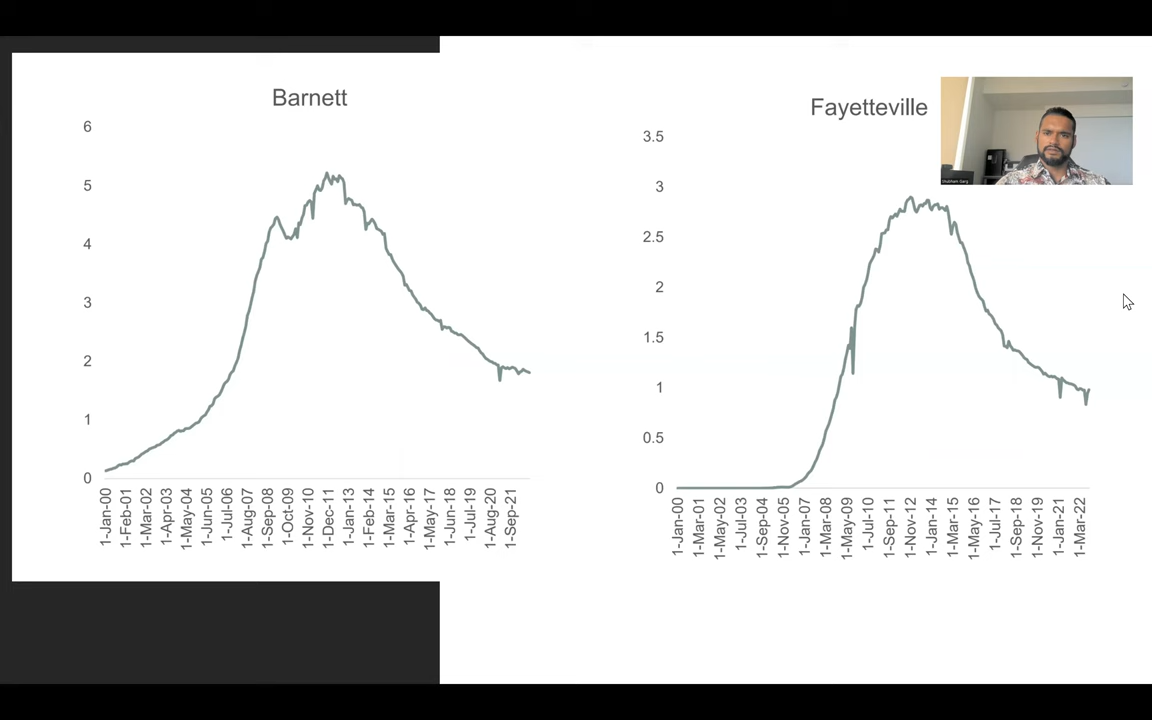 Barnett
6
5
4
3
2
1
0
1-Jan-00
1-Feb-01
1-Mar-02
1-Apr-03
1-May-04
1-Jun-05
1-Jul-06
1-Aug-07
1-Sep-08
1-Oct-09
1-Nov-10
1-Dec-11
1-Jan-13
1-Feb-14
1-Mar-15
1-Apr-16
1-May-17
1-Jun-18
1-Jul-19
1-Aug-20
1-Sep-21
Fayetteville
3.5
3
2.5
2
1.5
1
0.5
0
1-Jan-00
1-Mar-01
1-May-02
1-Jul-03
1-Sep-04
1-Nov-05
1-Jan-07
1-Mar-08
1-May-09
1-Jul-10
1-Sep-11
1-Nov-12
1-Jan-14
1-Mar-15
1-May-16
1-Jul-17
1-Sep-18
1-Nov-19
1-Jan-21
1-Mar-22